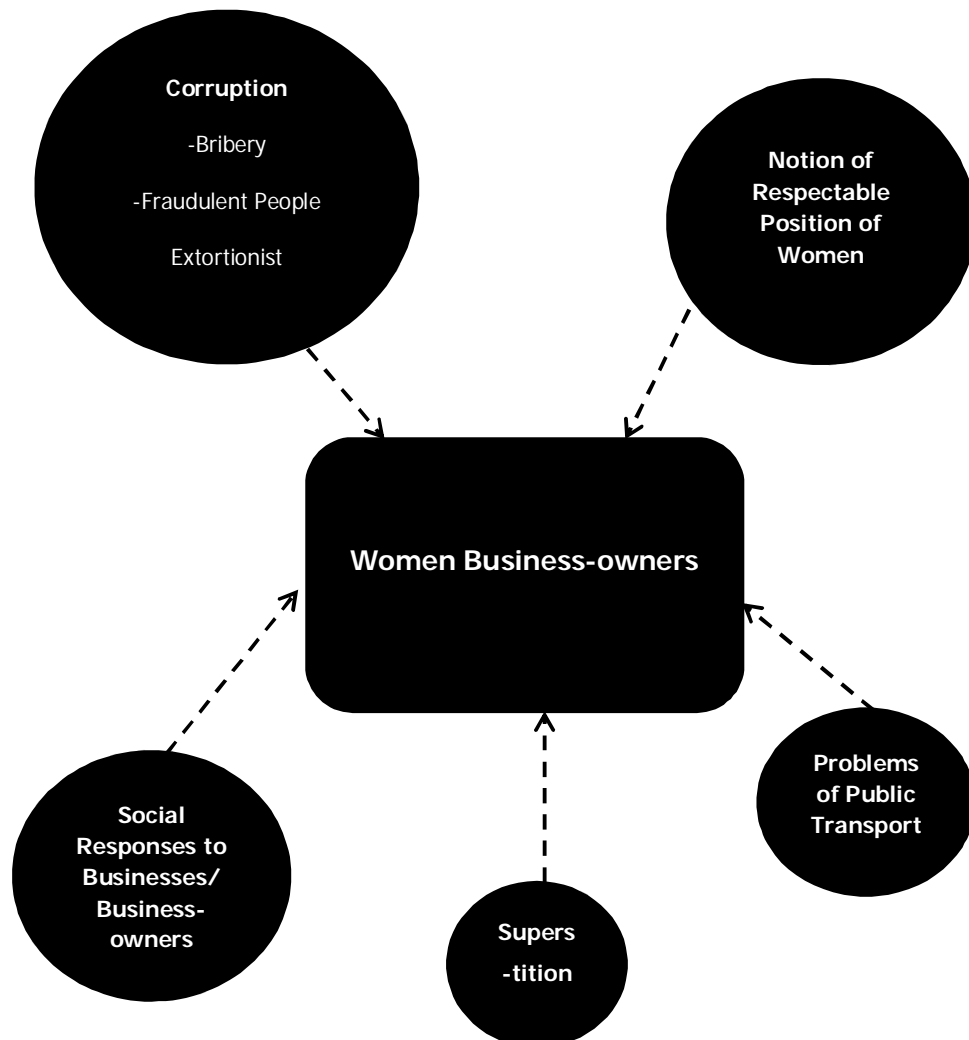 Corruption
-Bribery
-Fraudulent People
Extortionist
Notion of
Respectable
Position of
Women
Women Business-owners
Social
Responses to
Businesses/
Business-
owners
Supers
-tition
Problems
of Public
Transport